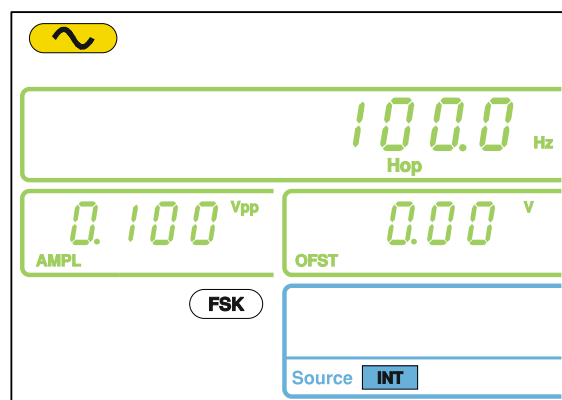 100.0 Hz
Hop
0.100 Vpp
AMPL
0.00 V
OFST
FSK
Source INT